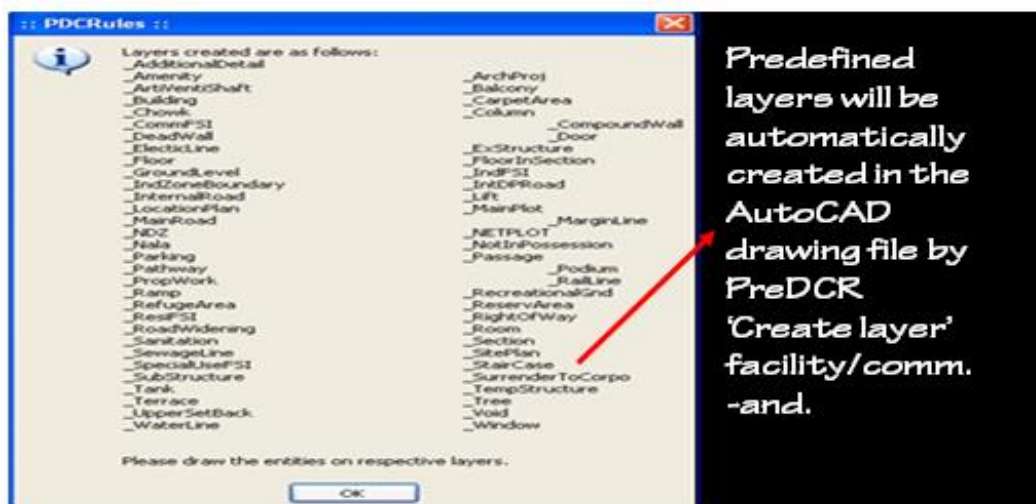 :: PDCRules ::
Layers created are as follows:
_AdditionalDetail
_Amenity _ArchProj
_ArtiVentiShaft _Balcony
_Building _CarpetArea
_Chowk _Column
_CommFSI _CompoundWall
_DeadWall _Door
_ElecticLine _ExStructure
_Floor _FloorInSection
_GroundLevel _IndFSI
_IndZoneBoundary _IntDPRoad
_InternalRoad _Lift
_LocationPlan _MainPlot
_MainRoad _MarginLine
_NDZ _NETPLOT
_Nala _NotInPossession
_Parking _Passage
_Pathway _Podium
_PropWork _RailLine
_Ramp _RecreationalGnd
_RefugeArea _ReservArea
_ResiFSI _RightOfWay
_RoadWidening _Room
_Sanitation _Section
_SewageLine _SitePlan
_SpecialUseFSI _StairCase
_SubStructure _SurrenderToCorpo
_Tank _TempStructure
_Terrace _Tree
_UpperSetBack _Void
_WaterLine _Window
Please draw the entities on respective layers.
OK
Predefined
layers will be
automatically
created in the
AutoCAD
drawing file by
PreDCR
'Create layer'
facility/comm.
-and.